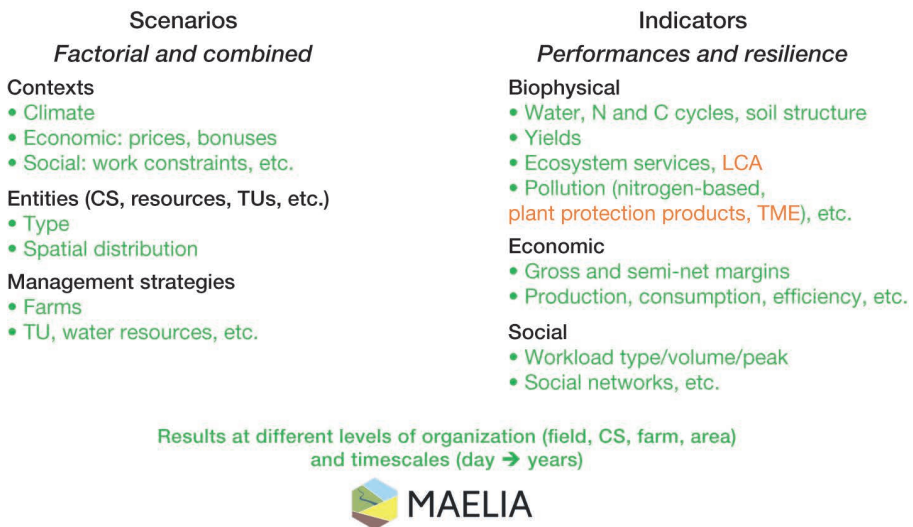 Scenarios
Factorial and combined
Contexts
• Climate
• Economic: prices, bonuses
• Social: work constraints, etc.
Entities (CS, resources, TUs, etc.)
• Type
• Spatial distribution
Management strategies
• Farms
• TU, water resources, etc.
Indicators
Performances and resilience
Biophysical
• Water, N and C cycles, soil structure
• Yields
• Ecosystem services, LCA
• Pollution (nitrogen-based,
plant protection products, TME), etc.
Economic
• Gross and semi-net margins
• Production, consumption, efficiency, etc.
Social
• Workload type/volume/peak
• Social networks, etc.
Results at different levels of organization (field, CS, farm, area)
and timescales (day ➔ years)
MAELIA